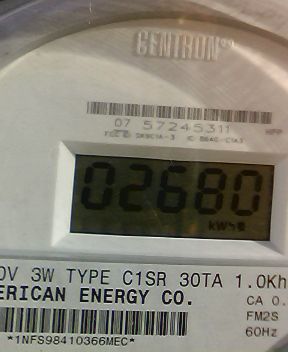 CENTRON
07 57245311
02680
kWh
0V 3W TYPE C1SR 30TA 1.0Kh
ERICAN ENERGY CO.
CA 0.
FM2S
60Hz
*1NFS98410366MEC*